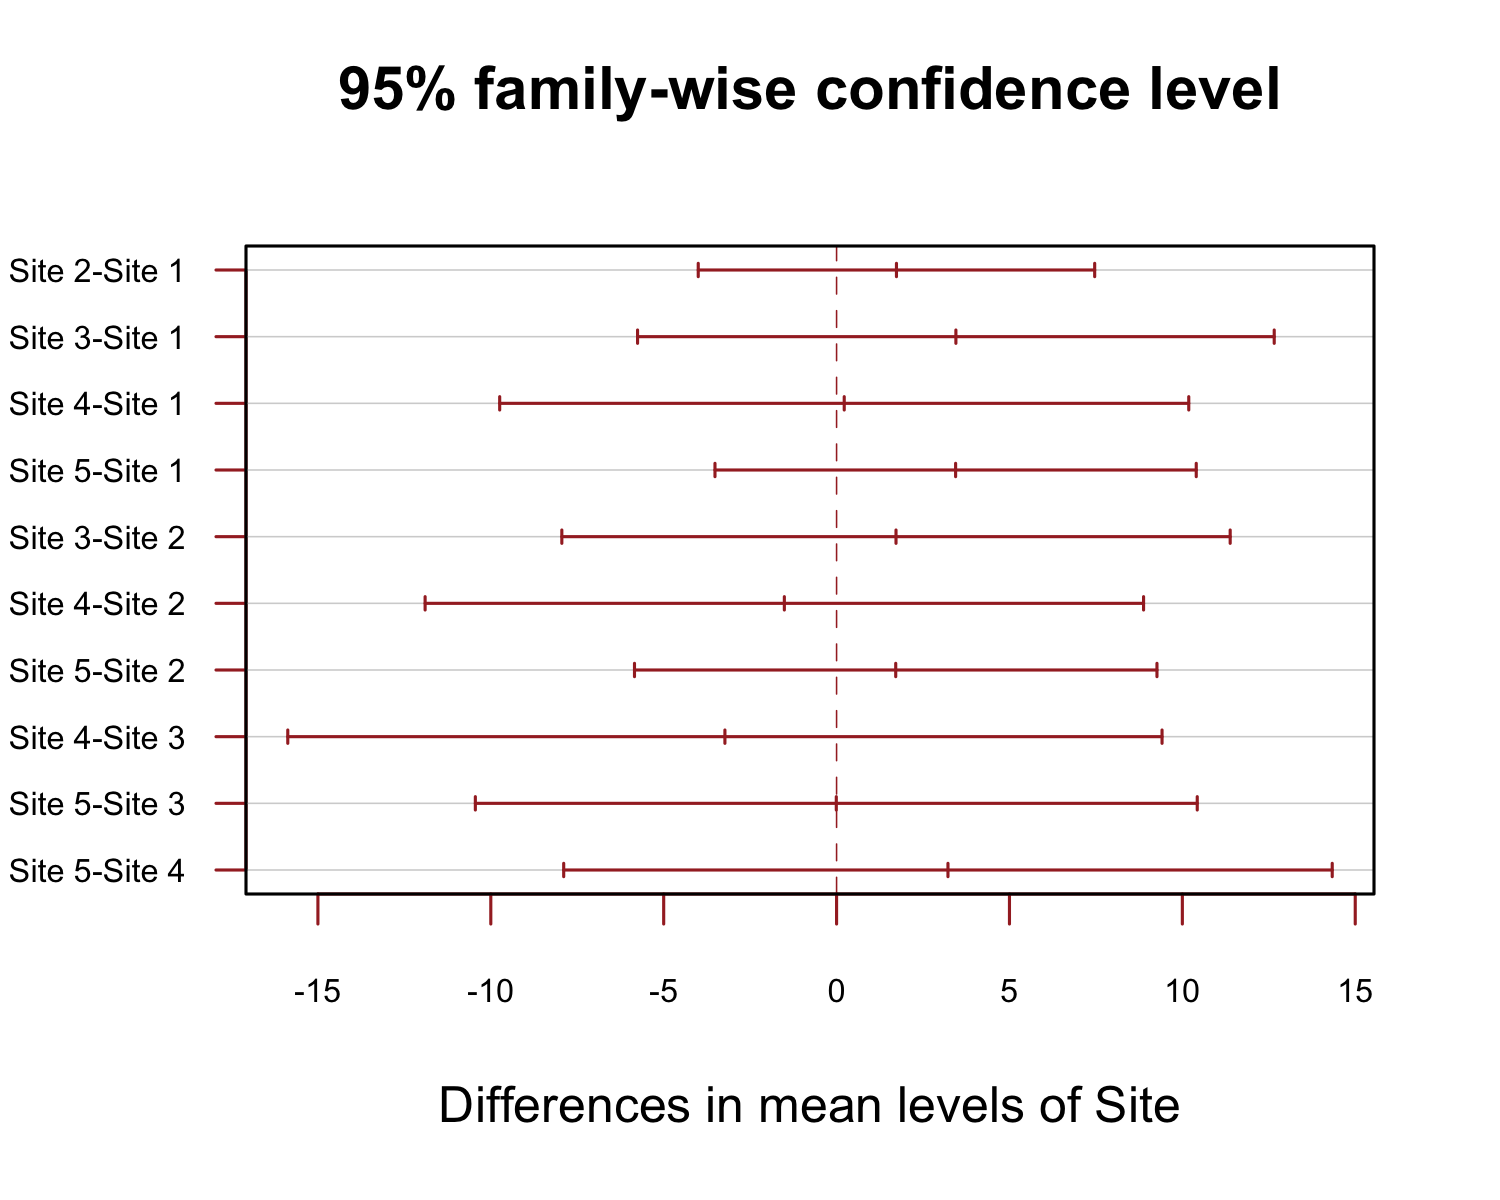 95% family-wise confidence level
Site 2-Site 1
Site 3-Site 1
Site 4-Site 1
Site 5-Site 1
Site 3-Site 2
Site 4-Site 2
Site 5-Site 2
Site 4-Site 3
Site 5-Site 3
Site 5-Site 4
-15 -10 -5 0 5 10 15
Differences in mean levels of Site